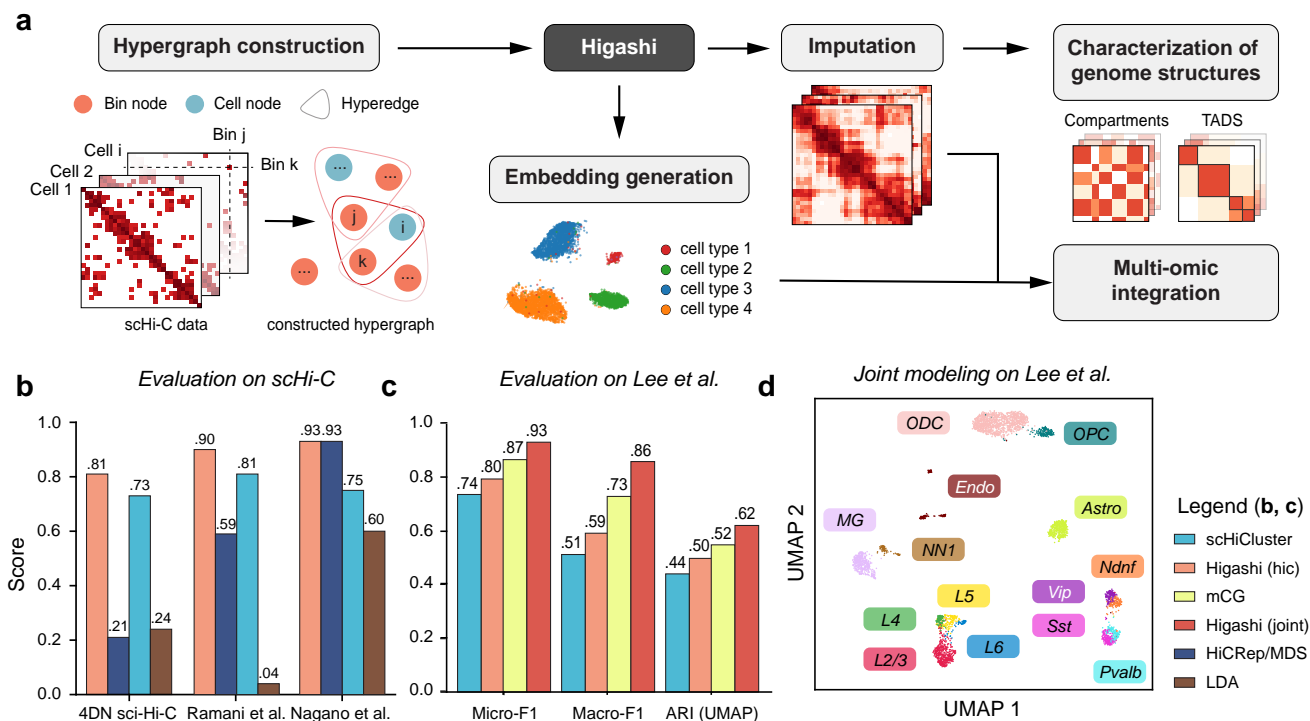 a
Hypergraph construction
Higashi
Imputation
Characterization of
genome structures
Bin node
Cell node
Hyperedge
Bin j
Cell i
Bin k
Cell 2
Cell 1
...
...
j
i
k
...
...
scHi-C data
constructed hypergraph
Embedding generation
cell type 1
cell type 2
cell type 3
cell type 4
Compartments
TADS
Multi-omic
integration
b
Evaluation on scHi-C
Score
1.0
0.8
0.6
0.4
0.2
0.0
.81
.21
.73
.24
.90
.59
.81
.04
.93
.93
.75
.60
4DN sci-Hi-C
Ramani et al.
Nagano et al.
c
Evaluation on Lee et al.
1.0
0.8
0.6
0.4
0.2
0.0
.74
.80
.87
.93
.51
.59
.73
.86
.44
.50
.52
.62
Micro-F1
Macro-F1
ARI (UMAP)
d
Joint modeling on Lee et al.
UMAP 2
ODC
OPC
Endo
Astro
MG
NN1
Ndnf
L5
Vip
L4
Sst
L6
L2/3
Pvalb
UMAP 1
Legend (b, c)
scHiCluster
Higashi (hic)
mCG
Higashi (joint)
HiCRep/MDS
LDA